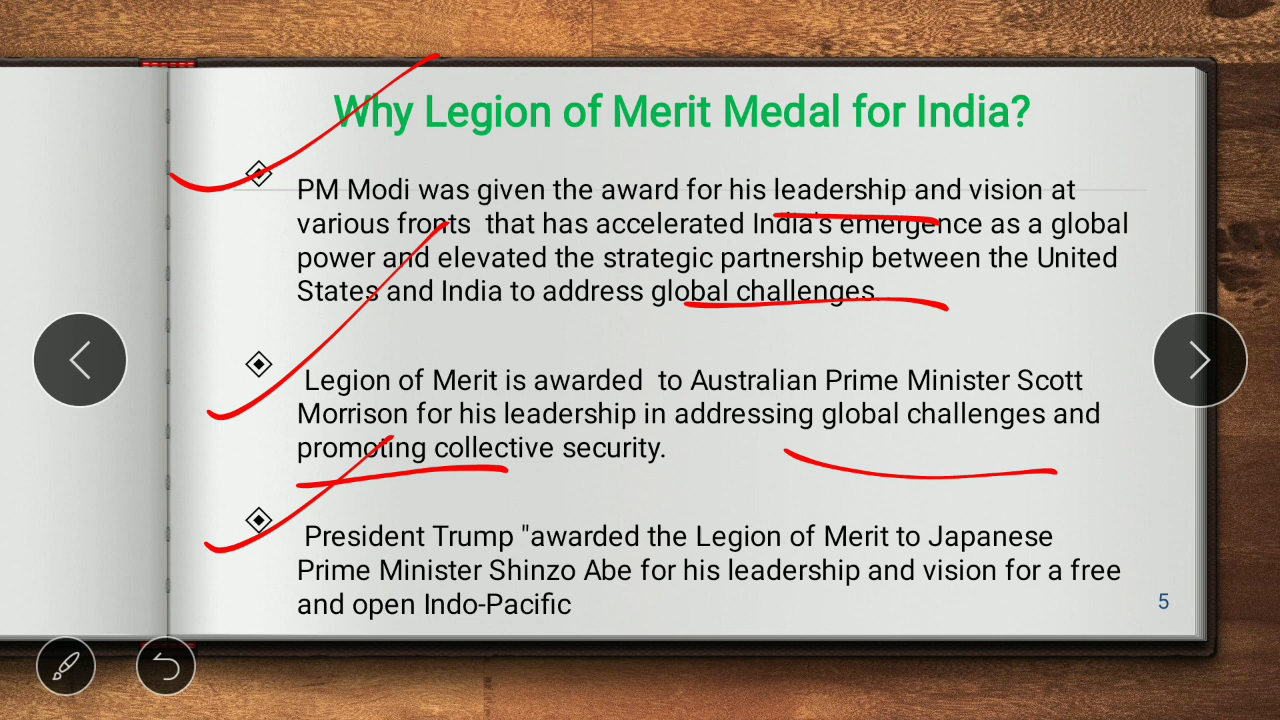 Why Legion of Merit Medal for India?
PM Modi was given the award for his leadership and vision at
various fronts  that has accelerated India's emergence as a global
power and elevated the strategic partnership between the United
States and India to address global challenges.
Legion of Merit is awarded  to Australian Prime Minister Scott
Morrison for his leadership in addressing global challenges and
promoting collective security.
President Trump "awarded the Legion of Merit to Japanese
Prime Minister Shinzo Abe for his leadership and vision for a free
and open Indo-Pacific
5